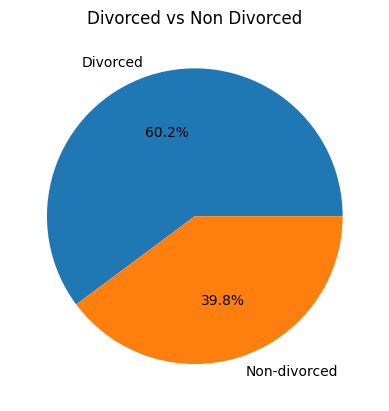 Divorced vs Non Divorced
Divorced
60.2%
39.8%
Non-divorced